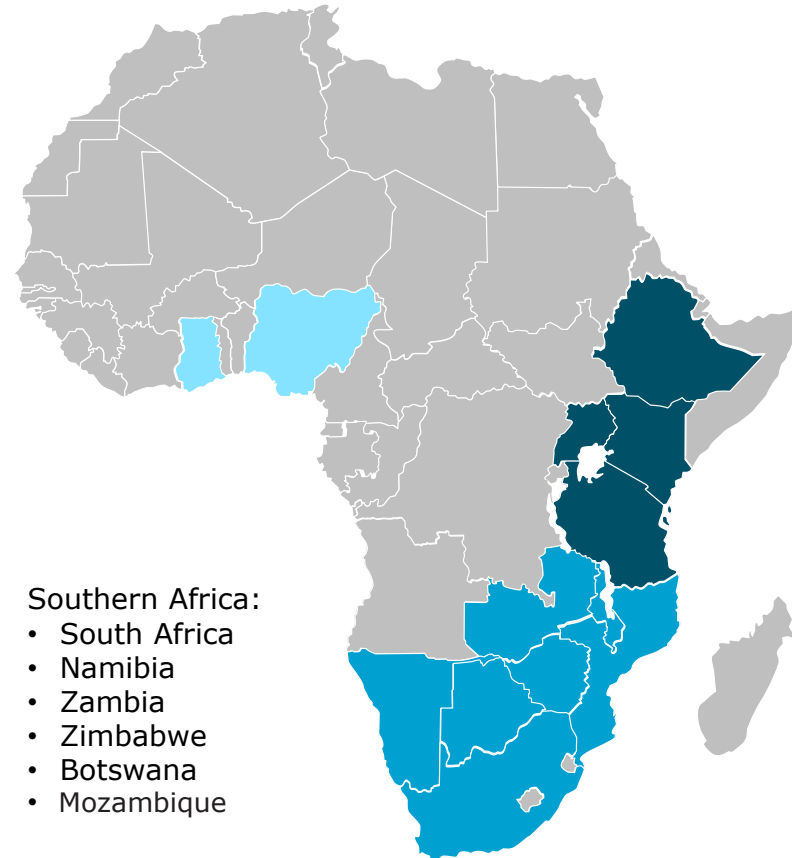 Southern Africa:
• South Africa
• Namibia
• Zambia
• Zimbabwe
• Botswana
• Mozambique